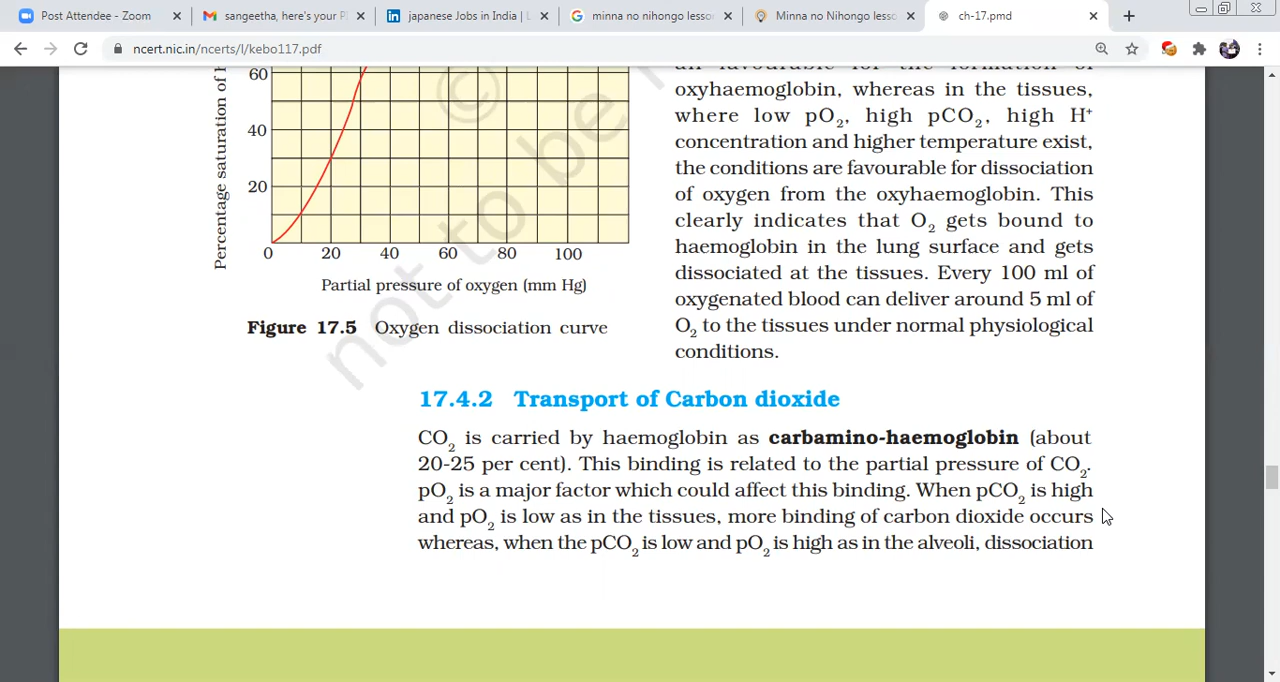 Post Attendee - Zoom
sangeetha, here's your P
japanese Jobs in India | L
minna no nihongo lesso
Minna no Nihongo lesso
ch-17.pmd
ncert.nic.in/ncerts/l/kebo117.pdf
Percentage saturation of h
60
40
20
0 20 40 60 80 100
Partial pressure of oxygen (mm Hg)
Figure 17.5 Oxygen dissociation curve
©
not to be
an favourable for the formation of
oxyhaemoglobin, whereas in the tissues,
where low pO₂, high pCO₂, high H⁺
concentration and higher temperature exist,
the conditions are favourable for dissociation
of oxygen from the oxyhaemoglobin. This
clearly indicates that O₂ gets bound to
haemoglobin in the lung surface and gets
dissociated at the tissues. Every 100 ml of
oxygenated blood can deliver around 5 ml of
O₂ to the tissues under normal physiological
conditions.
17.4.2 Transport of Carbon dioxide
CO₂ is carried by haemoglobin as carbamino-haemoglobin (about
20-25 per cent). This binding is related to the partial pressure of CO₂.
pO₂ is a major factor which could affect this binding. When pCO₂ is high
and pO₂ is low as in the tissues, more binding of carbon dioxide occurs
whereas, when the pCO₂ is low and pO₂ is high as in the alveoli, dissociation